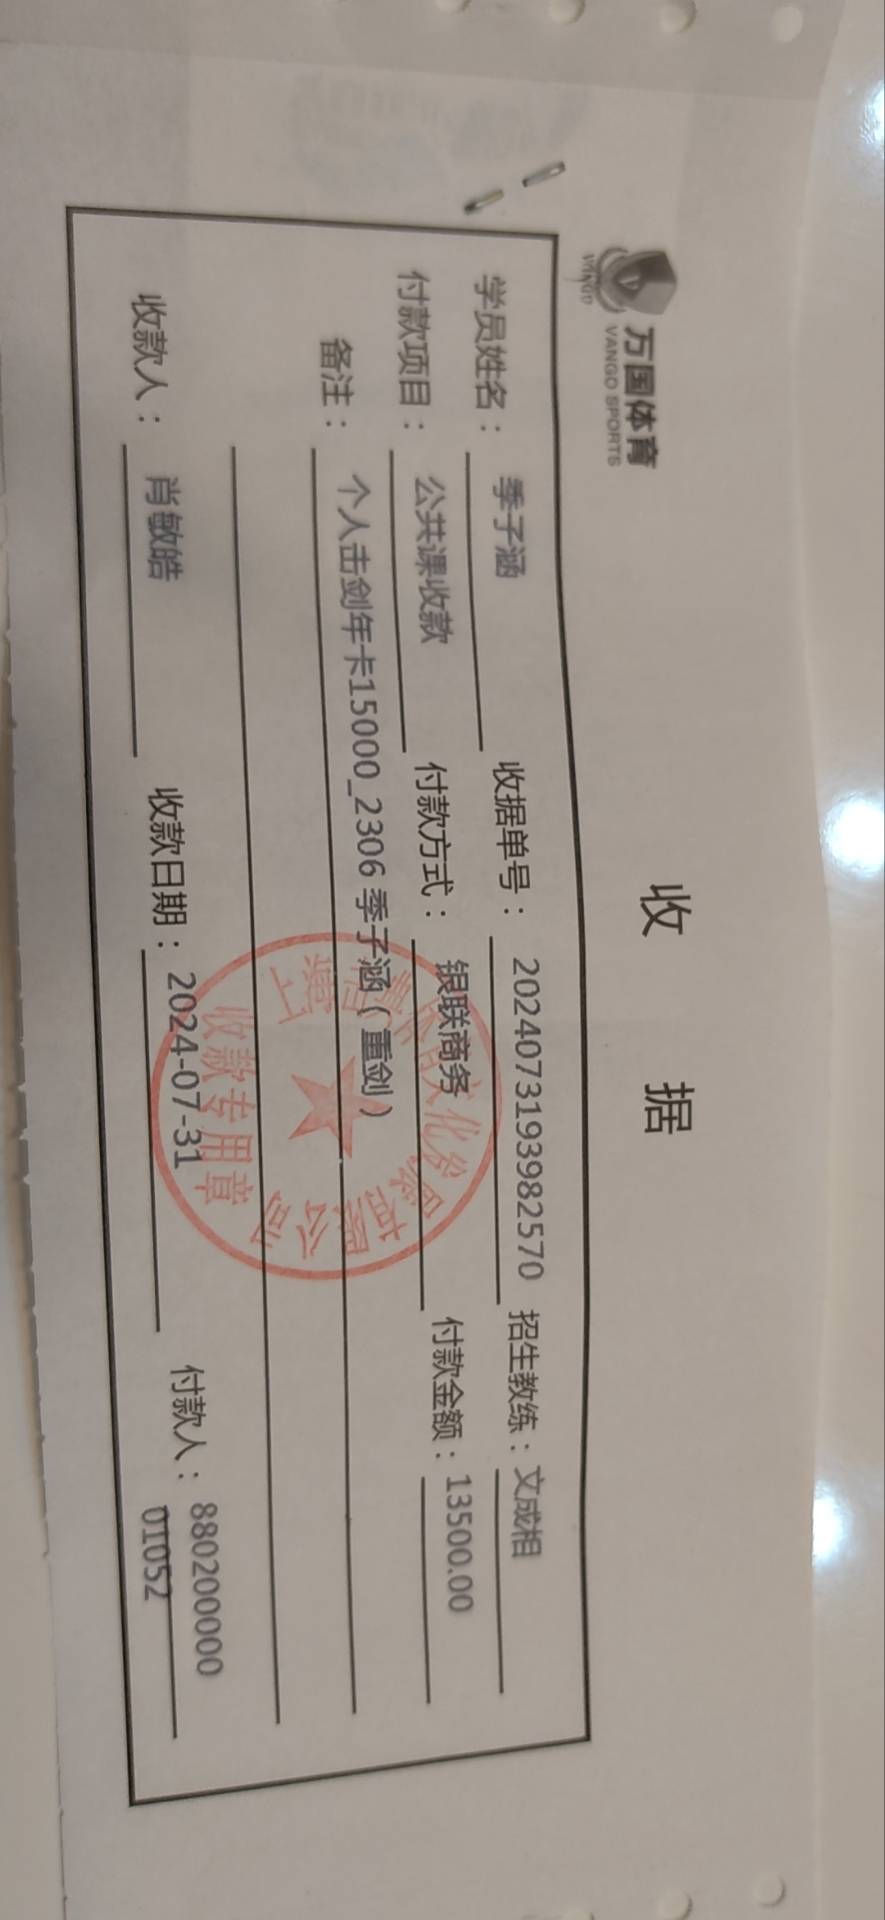 万国体育
VANGO SPORTS
VANGO
收 据
学员姓名： 季子涵 收据单号： 20240731193982570 招生教练： 文成相
付款项目： 公共课收款 付款方式： 银联商务 付款金额： 13500.00
备注： 个人击剑年卡15000_2306 季子涵（重剑）
收款人： 肖敏皓 收款日期： 2024-07-31 付款人： 880200000
01052
收款专用章